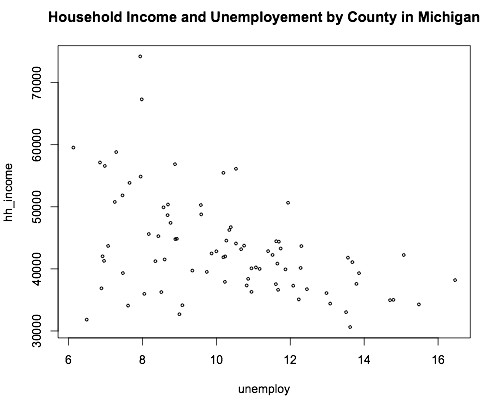 Household Income and Unemployement by County in Michigan
hh_income
70000
60000
50000
40000
30000
6 8 10 12 14 16
unemploy